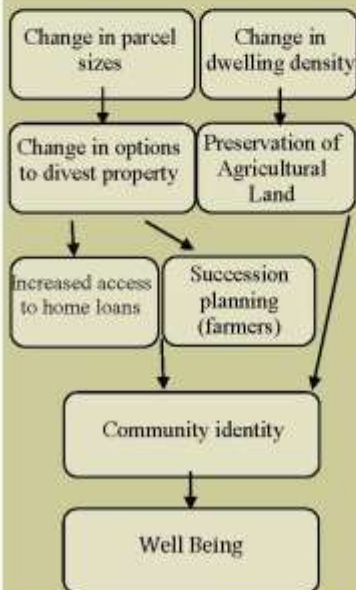 Change in parcel
sizes
Change in
dwelling density
Change in options
to divest property
Preservation of
Agricultural
Land
Increased access
to home loans
Succession
planning
(farmers)
Community identity
Well Being